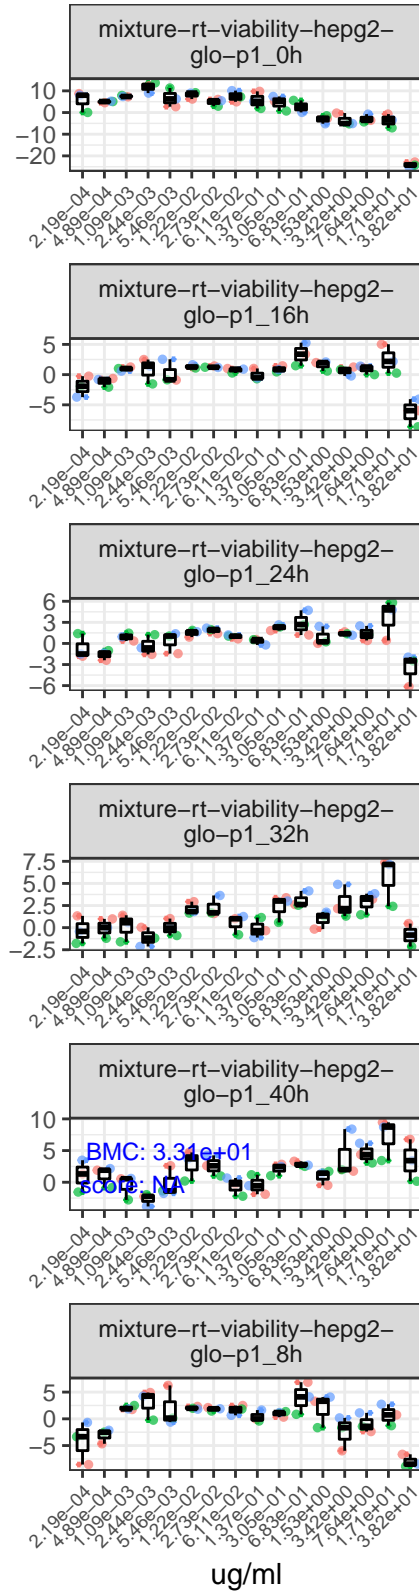 mixture−rt−viability−hepg2−
glo−p1_0h
10
0
−10
−20
2.19e−04
4.89e−04
1.09e−03
2.44e−03
5.46e−03
1.22e−02
2.73e−02
6.11e−02
1.37e−01
3.05e−01
6.83e−01
1.53e+00
3.42e+00
7.64e+00
1.71e+01
3.82e+01
mixture−rt−viability−hepg2−
glo−p1_16h
5
0
−5
2.19e−04
4.89e−04
1.09e−03
2.44e−03
5.46e−03
1.22e−02
2.73e−02
6.11e−02
1.37e−01
3.05e−01
6.83e−01
1.53e+00
3.42e+00
7.64e+00
1.71e+01
3.82e+01
mixture−rt−viability−hepg2−
glo−p1_24h
6
3
0
−3
−6
2.19e−04
4.89e−04
1.09e−03
2.44e−03
5.46e−03
1.22e−02
2.73e−02
6.11e−02
1.37e−01
3.05e−01
6.83e−01
1.53e+00
3.42e+00
7.64e+00
1.71e+01
3.82e+01
mixture−rt−viability−hepg2−
glo−p1_32h
7.5
5.0
2.5
0.0
−2.5
2.19e−04
4.89e−04
1.09e−03
2.44e−03
5.46e−03
1.22e−02
2.73e−02
6.11e−02
1.37e−01
3.05e−01
6.83e−01
1.53e+00
3.42e+00
7.64e+00
1.71e+01
3.82e+01
mixture−rt−viability−hepg2−
glo−p1_40h
10
5
0
BMC: 3.31e+01
score: NA
2.19e−04
4.89e−04
1.09e−03
2.44e−03
5.46e−03
1.22e−02
2.73e−02
6.11e−02
1.37e−01
3.05e−01
6.83e−01
1.53e+00
3.42e+00
7.64e+00
1.71e+01
3.82e+01
mixture−rt−viability−hepg2−
glo−p1_8h
5
0
−5
2.19e−04
4.89e−04
1.09e−03
2.44e−03
5.46e−03
1.22e−02
2.73e−02
6.11e−02
1.37e−01
3.05e−01
6.83e−01
1.53e+00
3.42e+00
7.64e+00
1.71e+01
3.82e+01
ug/ml